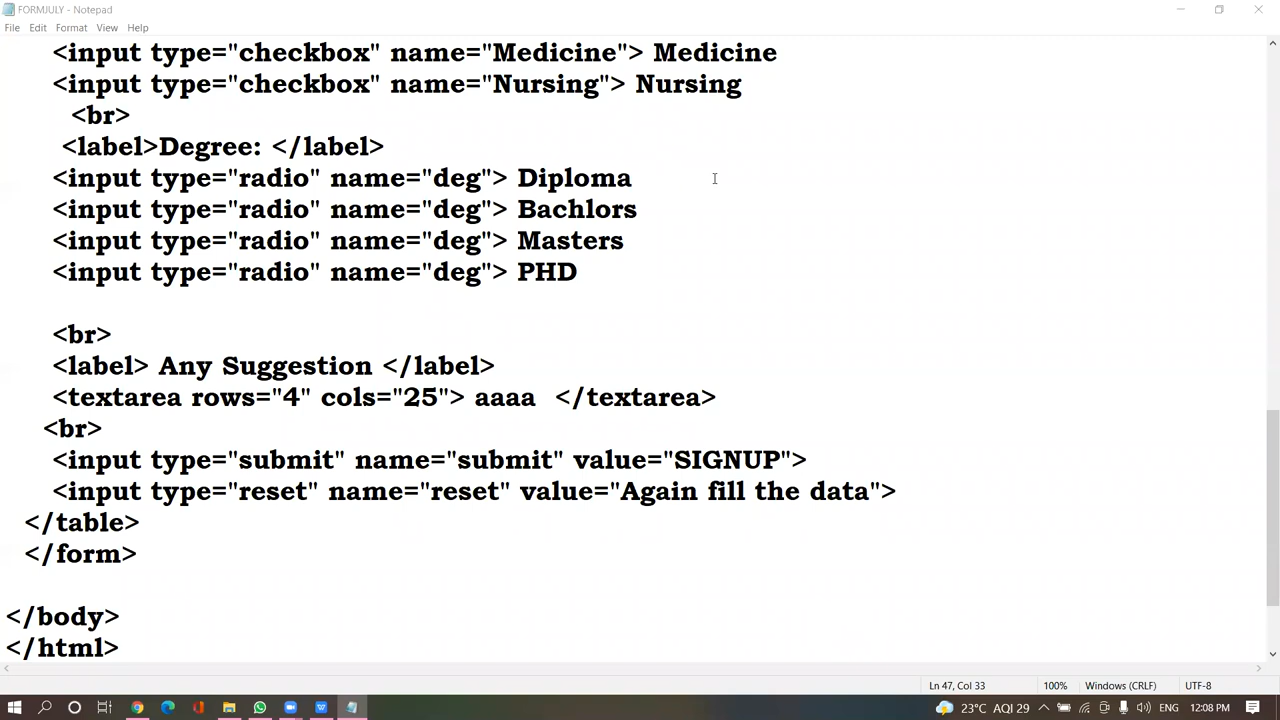 FORMJULY - Notepad
File Edit Format View Help
<input type="checkbox" name="Medicine"> Medicine
<input type="checkbox" name="Nursing"> Nursing
<br>
<label>Degree: </label>
<input type="radio" name="deg"> Diploma
<input type="radio" name="deg"> Bachlors
<input type="radio" name="deg"> Masters
<input type="radio" name="deg"> PHD
<br>
<label> Any Suggestion </label>
<textarea rows="4" cols="25"> aaaa  </textarea>
<br>
<input type="submit" name="submit" value="SIGNUP">
<input type="reset" name="reset" value="Again fill the data">
</table>
</form>
</body>
</html>
Ln 47, Col 33 100% Windows (CRLF) UTF-8
23°C AQI 29 ENG 12:08 PM